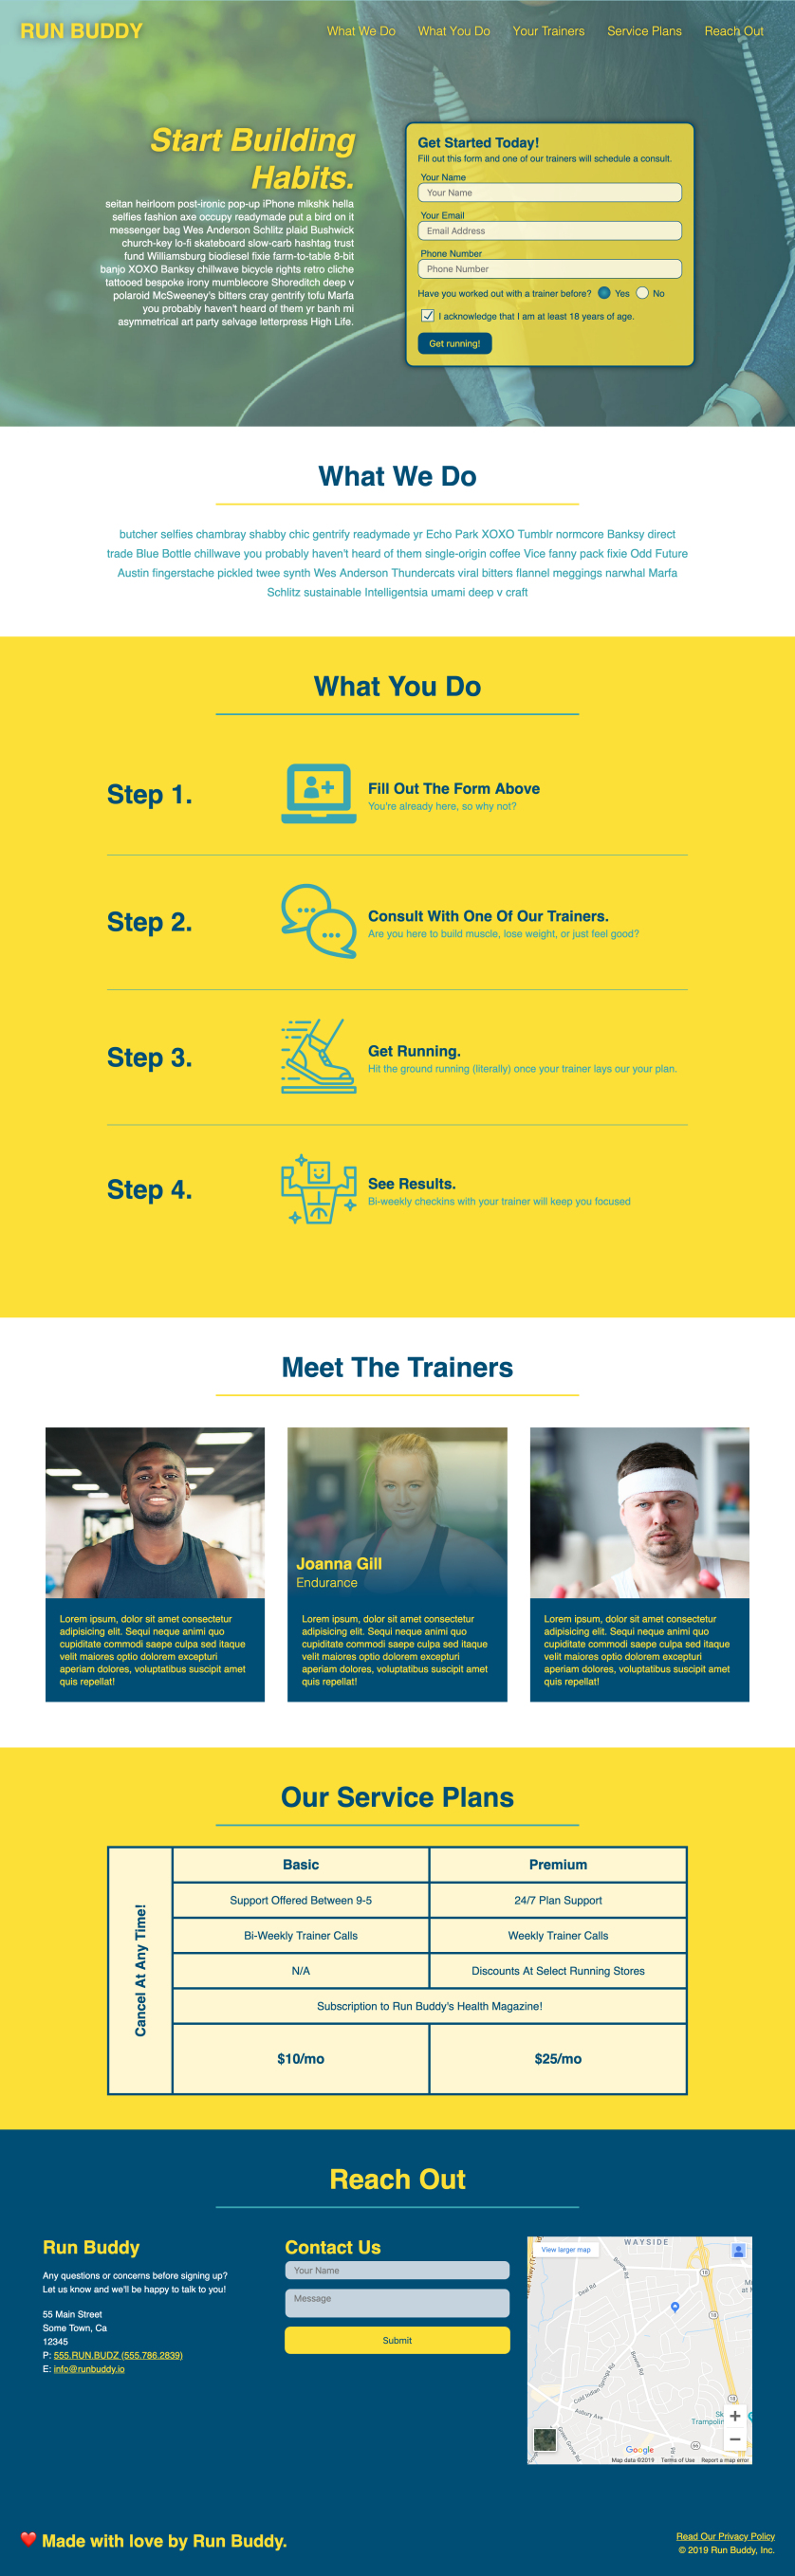 RUN BUDDY
What We Do
What You Do
Your Trainers
Service Plans
Reach Out
Start Building
Habits.
seitan heirloom post-ironic pop-up iPhone mlkshk hella
selfies fashion axe occupy readymade put a bird on it
messenger bag Wes Anderson Schlitz plaid Bushwick
church-key lo-fi skateboard slow-carb hashtag trust
fund Williamsburg biodiesel fixie farm-to-table 8-bit
banjo XOXO Banksy chillwave bicycle rights retro cliche
tattooed bespoke irony mumblecore Shoreditch deep v
polaroid McSweeney's bitters cray gentrify tofu Marfa
you probably haven't heard of them yr banh mi
asymmetrical art party selvage letterpress High Life.
Get Started Today!
Fill out this form and one of our trainers will schedule a consult.
Your Name
Your Name
Your Email
Email Address
Phone Number
Phone Number
Have you worked out with a trainer before? Yes No
I acknowledge that I am at least 18 years of age.
Get running!
What We Do
butcher selfies chambray shabby chic gentrify readymade yr Echo Park XOXO Tumblr normcore Banksy direct
trade Blue Bottle chillwave you probably haven't heard of them single-origin coffee Vice fanny pack fixie Odd Future
Austin fingerstache pickled twee synth Wes Anderson Thundercats viral bitters flannel meggings narwhal Marfa
Schlitz sustainable Intelligentsia umami deep v craft
What You Do
Step 1.
Fill Out The Form Above
You're already here, so why not?
Step 2.
Consult With One Of Our Trainers.
Are you here to build muscle, lose weight, or just feel good?
Step 3.
Get Running.
Hit the ground running (literally) once your trainer lays our your plan.
Step 4.
See Results.
Bi-weekly checkins with your trainer will keep you focused
Meet The Trainers
Lorem ipsum, dolor sit amet consectetur
adipisicing elit. Sequi neque animi quo
cupiditate commodi saepe culpa sed itaque
velit maiores optio dolorem excepturi
aperiam dolores, voluptatibus suscipit amet
quis repellat!
Joanna Gill
Endurance
Lorem ipsum, dolor sit amet consectetur
adipisicing elit. Sequi neque animi quo
cupiditate commodi saepe culpa sed itaque
velit maiores optio dolorem excepturi
aperiam dolores, voluptatibus suscipit amet
quis repellat!
Lorem ipsum, dolor sit amet consectetur
adipisicing elit. Sequi neque animi quo
cupiditate commodi saepe culpa sed itaque
velit maiores optio dolorem excepturi
aperiam dolores, voluptatibus suscipit amet
quis repellat!
Our Service Plans
Cancel At Any Time!
Basic
Premium
Support Offered Between 9-5
24/7 Plan Support
Bi-Weekly Trainer Calls
Weekly Trainer Calls
N/A
Discounts At Select Running Stores
Subscription to Run Buddy's Health Magazine!
$10/mo
$25/mo
Reach Out
Run Buddy
Any questions or concerns before signing up?
Let us know and we'll be happy to talk to you!
55 Main Street
Some Town, Ca
12345
P: 555.RUN.BUDZ (555.786.2839)
E: info@runbuddy.io
Contact Us
Your Name
Message
Submit
View larger map
WAYSIDE
Deal Rd
Bowne Rd
18
18
Bowne Rd
Cold Indian Springs Rd
Asbury Ave
Green Grove Rd
18
66
Google
Map data ©2019
Terms of Use
Report a map error
❤️ Made with love by Run Buddy.
Read Our Privacy Policy
© 2019 Run Buddy, Inc.